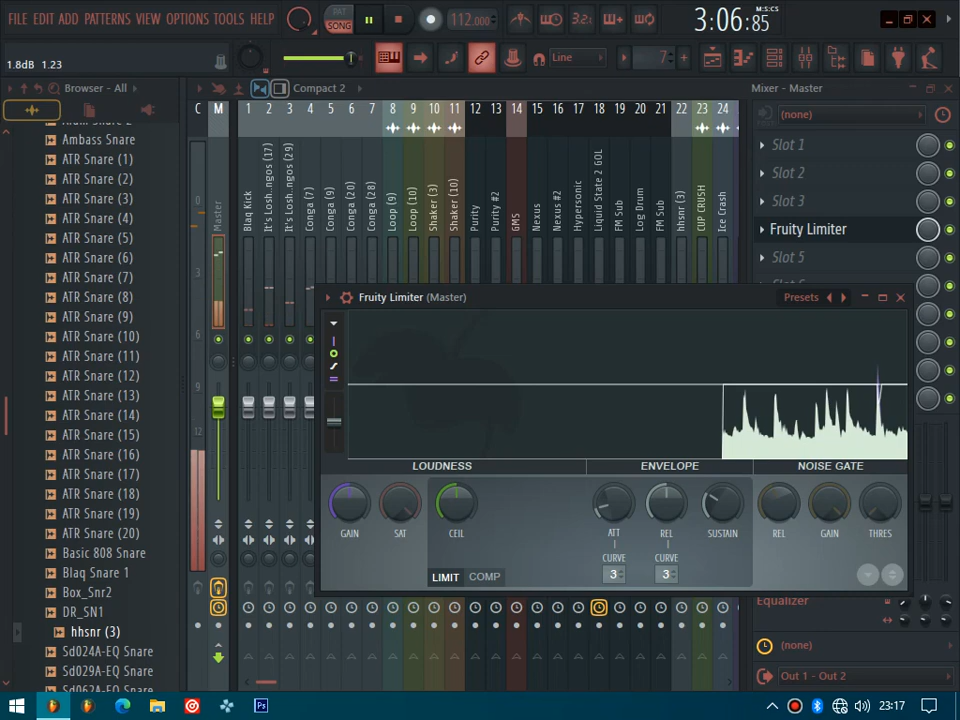 FILE EDIT ADD PATTERNS VIEW OPTIONS TOOLS HELP
PAT
SONG
112.000
3:06:85
M:S:CS
1.8dB 1.23
Line
7
Browser - All
Ambass Snare
ATR Snare (1)
ATR Snare (2)
ATR Snare (3)
ATR Snare (4)
ATR Snare (5)
ATR Snare (6)
ATR Snare (7)
ATR Snare (8)
ATR Snare (9)
ATR Snare (10)
ATR Snare (11)
ATR Snare (12)
ATR Snare (13)
ATR Snare (14)
ATR Snare (15)
ATR Snare (16)
ATR Snare (17)
ATR Snare (18)
ATR Snare (19)
ATR Snare (20)
Basic 808 Snare
Blaq Snare 1
Box_Snr2
DR_SN1
hhsnr (3)
Sd024A-EQ Snare
Sd029A-EQ Snare
Sd062A-EQ Snare
Compact 2
C M 1 2 3 4 5 6 7 8 9 10 11 12 13 14 15 16 17 18 19 20 21 22 23 24
0
3
6
9
12
Master
Blaq Kick
It's Losh..ngos (17)
It's Losh..ngos (29)
Conga (7)
Conga (9)
Conga (20)
Conga (28)
Loop (9)
Loop (10)
Shaker (3)
Shaker (10)
Purity
Purity #2
GMS
Nexus
Nexus #2
Hypersonic
Liquid State 2 GOL
FM Sub
Log Drum
FM Sub
hhsnr (3)
CUP CRUSH
Ice Crash
Mixer - Master
(none)
Slot 1
Slot 2
Slot 3
Fruity Limiter
Slot 5
Fruity Limiter (Master)
Presets
LOUDNESS
ENVELOPE
NOISE GATE
GAIN
SAT
CEIL
ATT
REL
SUSTAIN
REL
GAIN
THRES
CURVE
CURVE
3
3
LIMIT COMP
Equalizer
(none)
Out 1 - Out 2
23:17